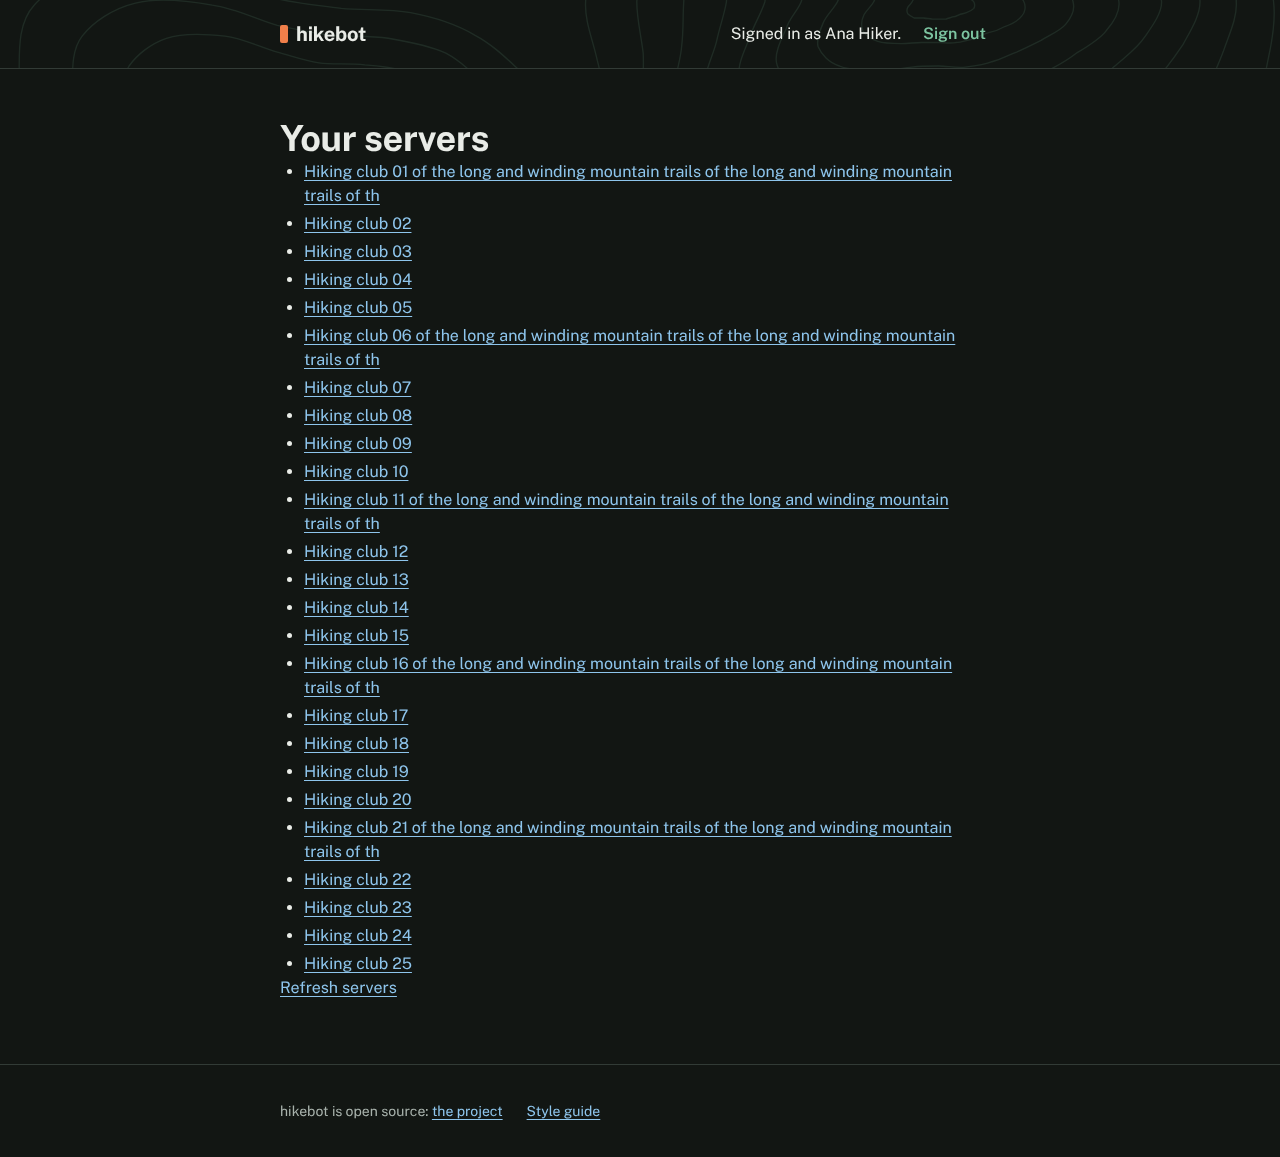 hikebot
Signed in as Ana Hiker. Sign out
Your servers
Hiking club 01 of the long and winding mountain trails of the long and winding mountain
trails of th
Hiking club 02
Hiking club 03
Hiking club 04
Hiking club 05
Hiking club 06 of the long and winding mountain trails of the long and winding mountain
trails of th
Hiking club 07
Hiking club 08
Hiking club 09
Hiking club 10
Hiking club 11 of the long and winding mountain trails of the long and winding mountain
trails of th
Hiking club 12
Hiking club 13
Hiking club 14
Hiking club 15
Hiking club 16 of the long and winding mountain trails of the long and winding mountain
trails of th
Hiking club 17
Hiking club 18
Hiking club 19
Hiking club 20
Hiking club 21 of the long and winding mountain trails of the long and winding mountain
trails of th
Hiking club 22
Hiking club 23
Hiking club 24
Hiking club 25
Refresh servers
hikebot is open source: the project Style guide